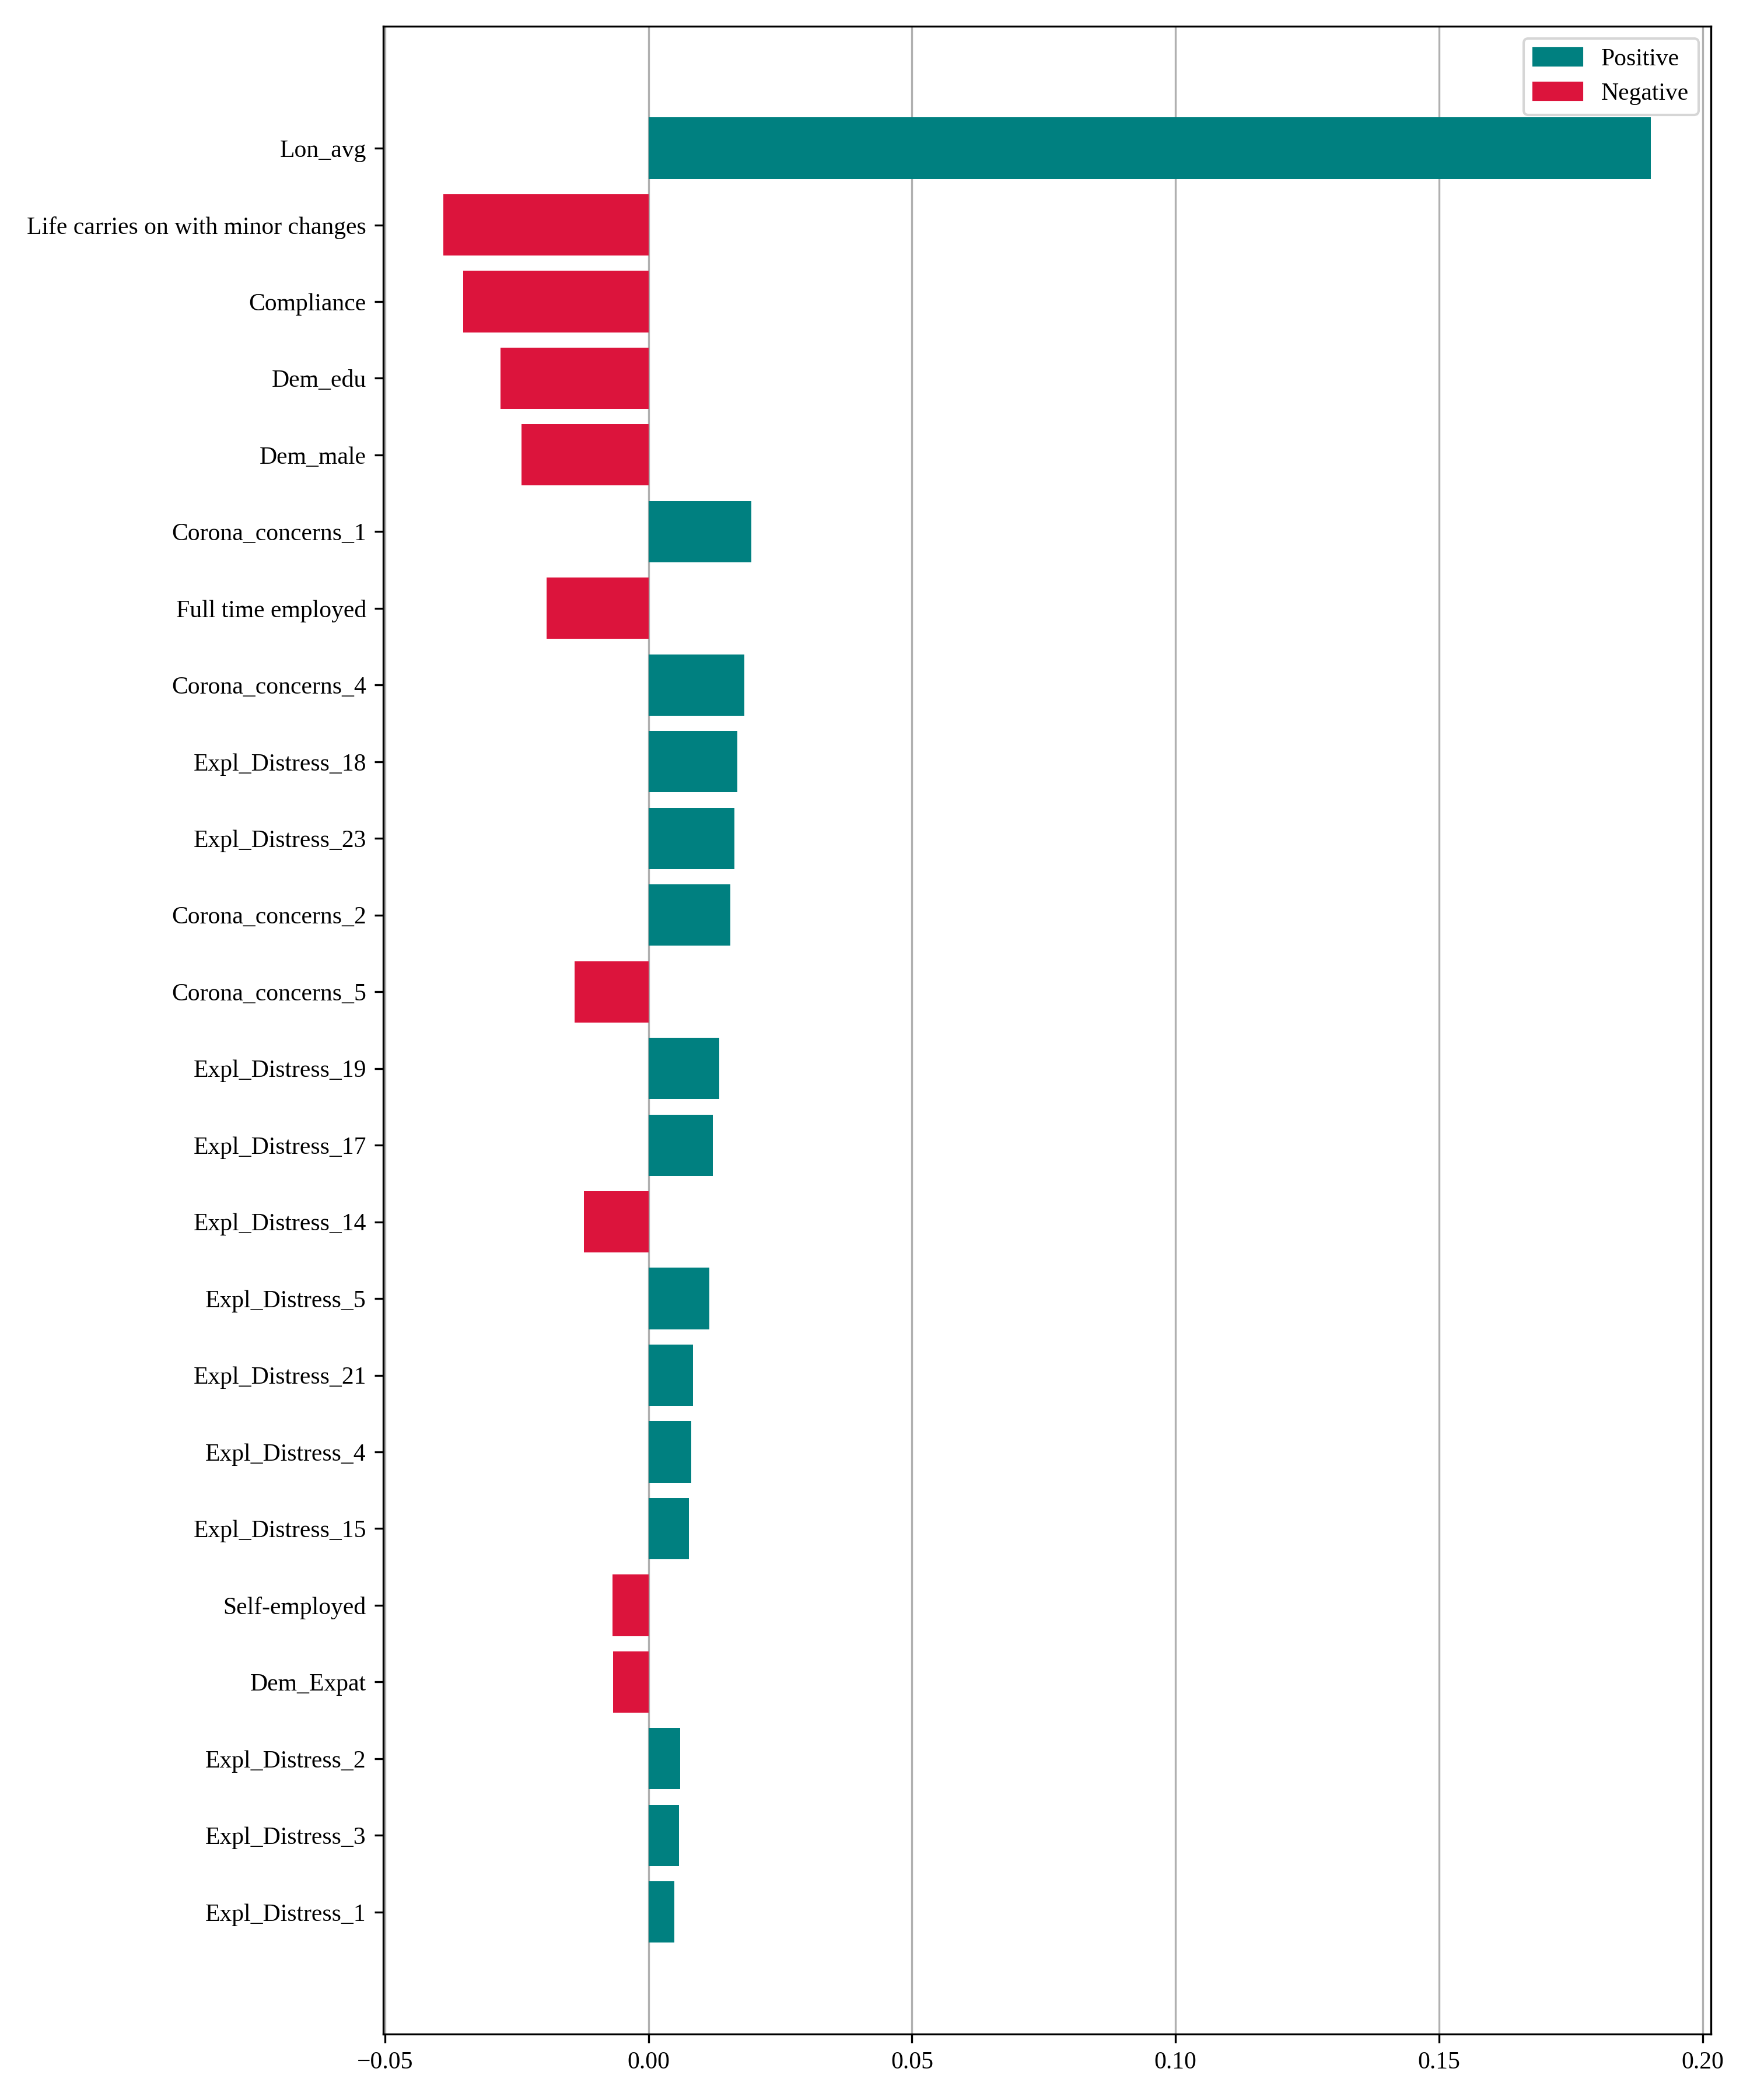 Positive
Negative
Lon_avg
Life carries on with minor changes
Compliance
Dem_edu
Dem_male
Corona_concerns_1
Full time employed
Corona_concerns_4
Expl_Distress_18
Expl_Distress_23
Corona_concerns_2
Corona_concerns_5
Expl_Distress_19
Expl_Distress_17
Expl_Distress_14
Expl_Distress_5
Expl_Distress_21
Expl_Distress_4
Expl_Distress_15
Self-employed
Dem_Expat
Expl_Distress_2
Expl_Distress_3
Expl_Distress_1
−0.05 0.00 0.05 0.10 0.15 0.20